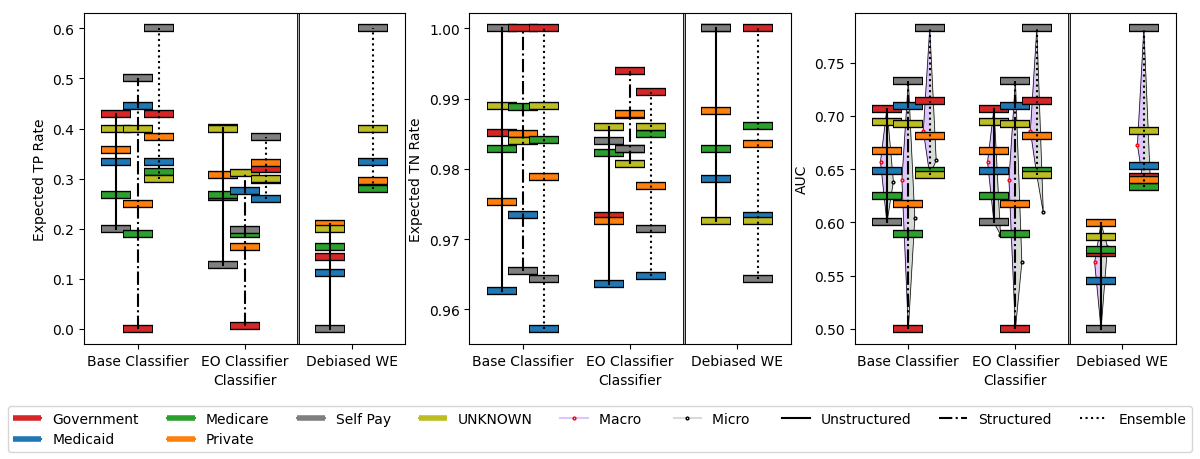 Expected TP Rate
0.6
0.5
0.4
0.3
0.2
0.1
0.0
Base Classifier EO Classifier Debiased WE
Classifier
Expected TN Rate
1.00
0.99
0.98
0.97
0.96
Base Classifier EO Classifier Debiased WE
Classifier
AUC
0.75
0.70
0.65
0.60
0.55
0.50
Base Classifier EO Classifier Debiased WE
Classifier
Government Medicare Self Pay UNKNOWN Macro Micro Unstructured Structured Ensemble
Medicaid Private